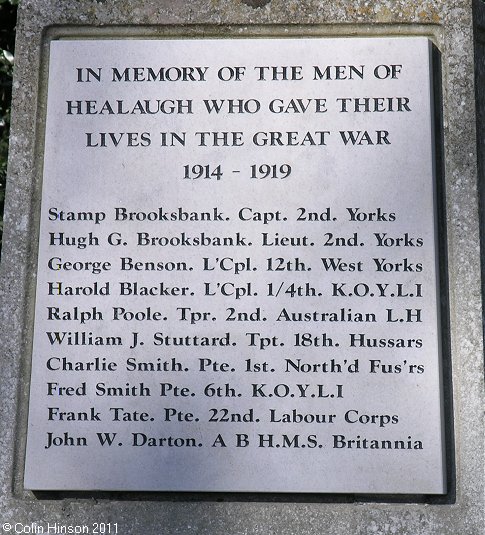 IN MEMORY OF THE MEN OF
HEALAUGH WHO GAVE THEIR
LIVES IN THE GREAT WAR
1914 - 1919
Stamp Brooksbank. Capt. 2nd. Yorks
Hugh G. Brooksbank. Lieut. 2nd. Yorks
George Benson. L'Cpl. 12th. West Yorks
Harold Blacker. L'Cpl. 1/4th. K.O.Y.L.I
Ralph Poole. Tpr. 2nd. Australian L.H
William J. Stuttard. Tpt. 18th. Hussars
Charlie Smith. Pte. 1st. North'd Fus'rs
Fred Smith Pte. 6th. K.O.Y.L.I
Frank Tate. Pte. 22nd. Labour Corps
John W. Darton. A B H.M.S. Britannia
©Colin Hinson 2011